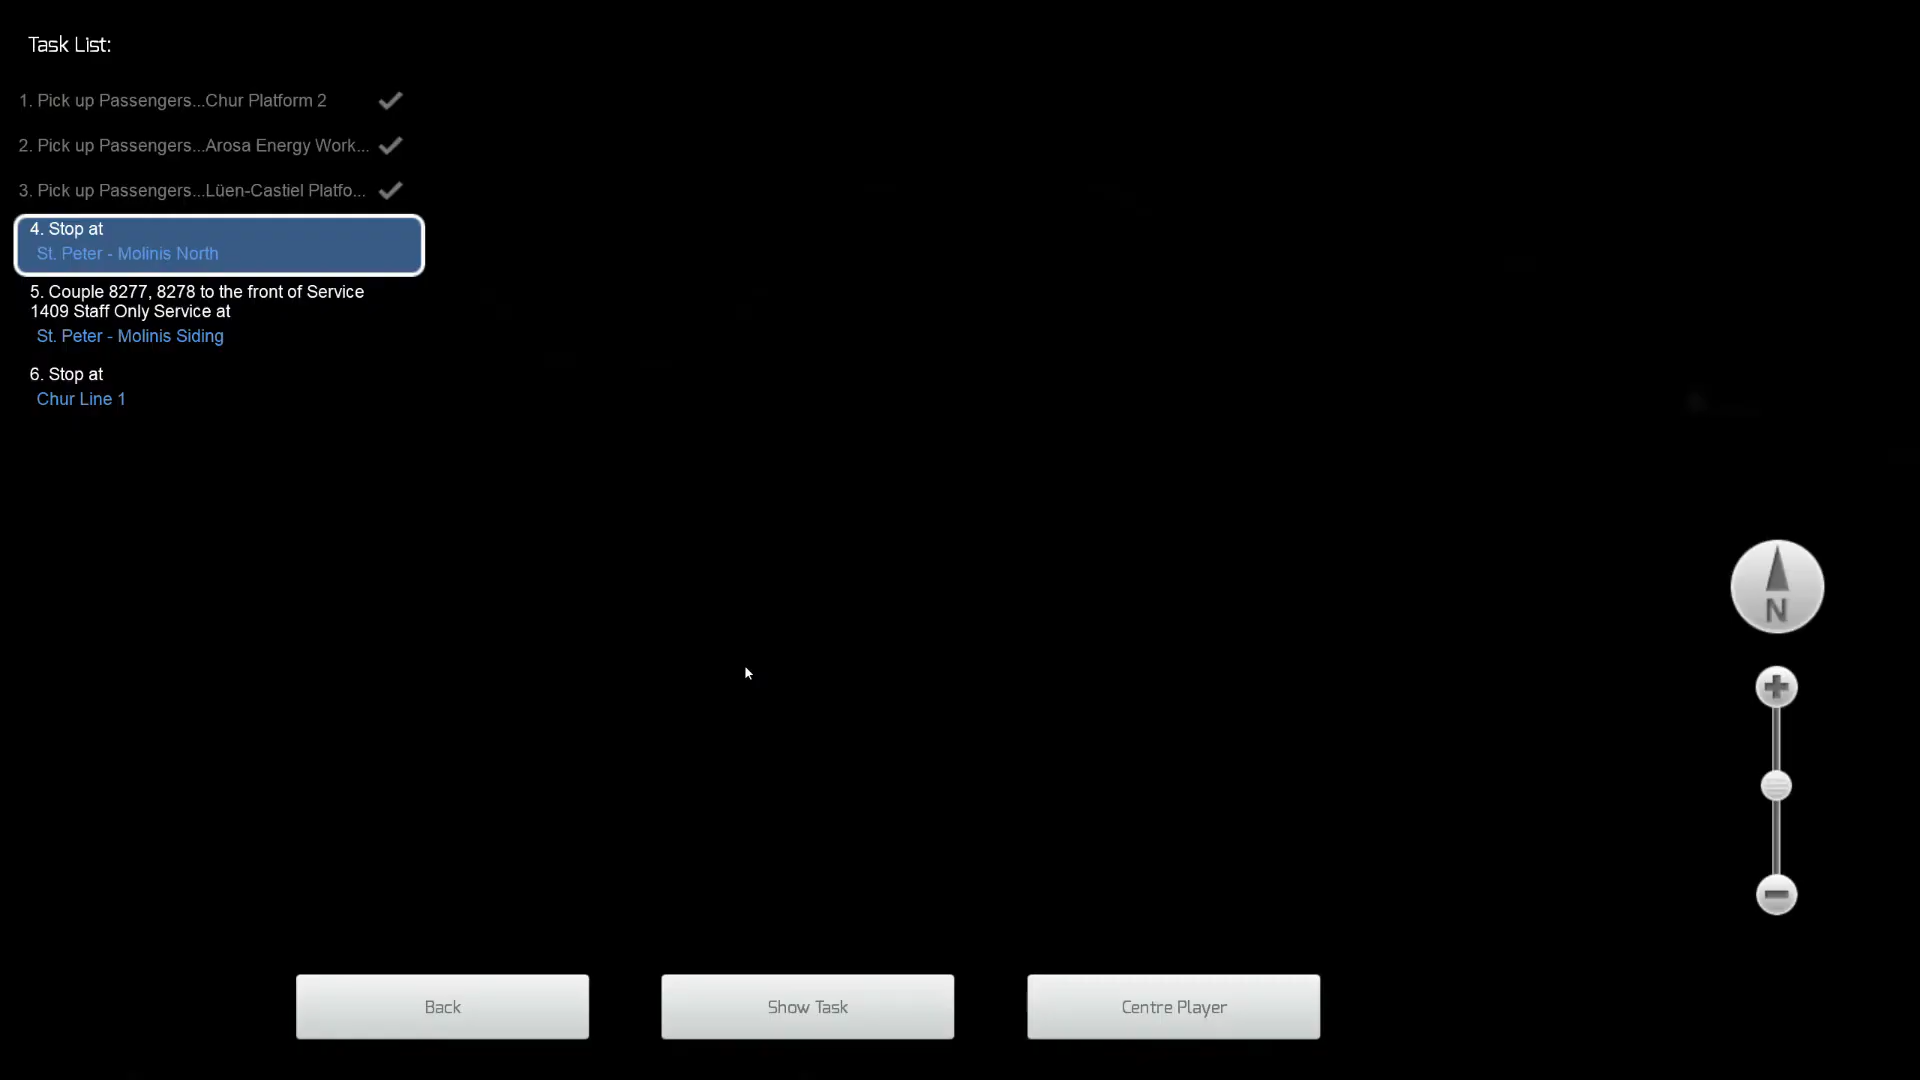 Task List:
1. Pick up Passengers...Chur Platform 2
2. Pick up Passengers...Arosa Energy Work...
3. Pick up Passengers...Lüen-Castiel Platfo...
4. Stop at
St. Peter - Molinis North
5. Couple 8277, 8278 to the front of Service
1409 Staff Only Service at
St. Peter - Molinis Siding
6. Stop at
Chur Line 1
N
Back
Show Task
Centre Player